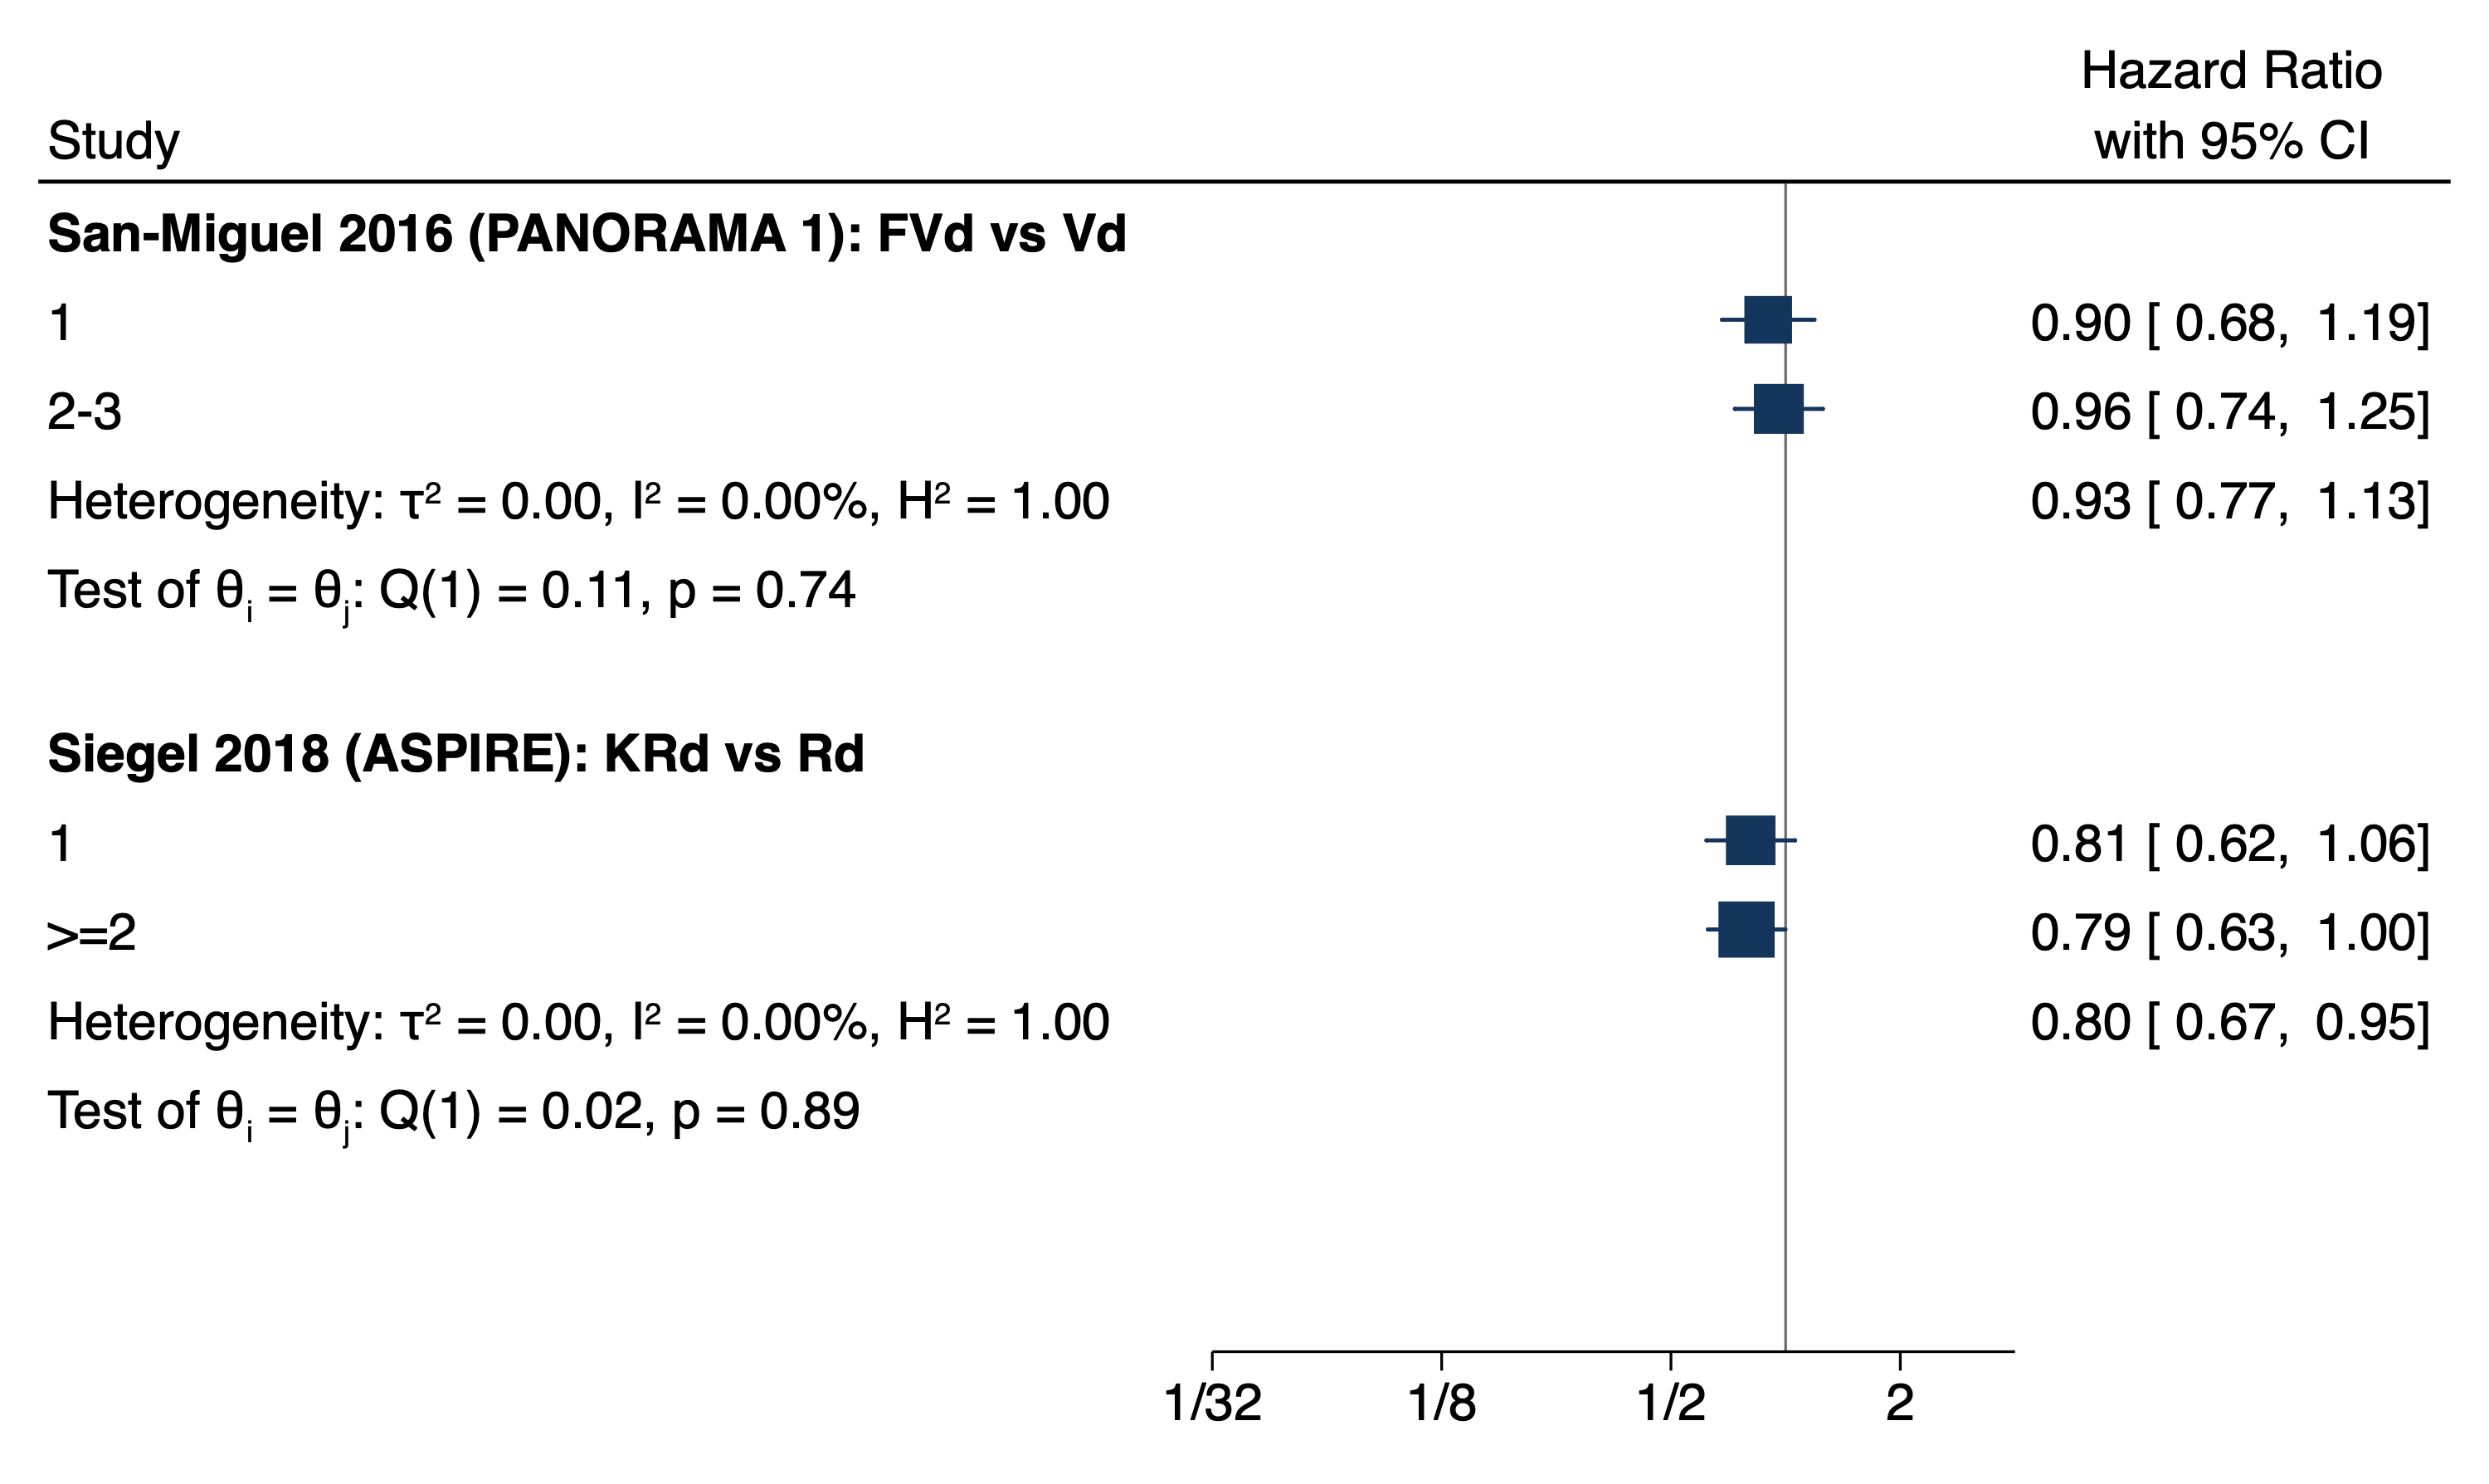 Hazard Ratio
Study with 95% CI
San-Miguel 2016 (PANORAMA 1): FVd vs Vd
1 0.90 [ 0.68, 1.19]
2-3 0.96 [ 0.74, 1.25]
Heterogeneity: τ² = 0.00, I² = 0.00%, H² = 1.00 0.93 [ 0.77, 1.13]
Test of θᵢ = θⱼ: Q(1) = 0.11, p = 0.74
Siegel 2018 (ASPIRE): KRd vs Rd
1 0.81 [ 0.62, 1.06]
>=2 0.79 [ 0.63, 1.00]
Heterogeneity: τ² = 0.00, I² = 0.00%, H² = 1.00 0.80 [ 0.67, 0.95]
Test of θᵢ = θⱼ: Q(1) = 0.02, p = 0.89
1/32 1/8 1/2 2